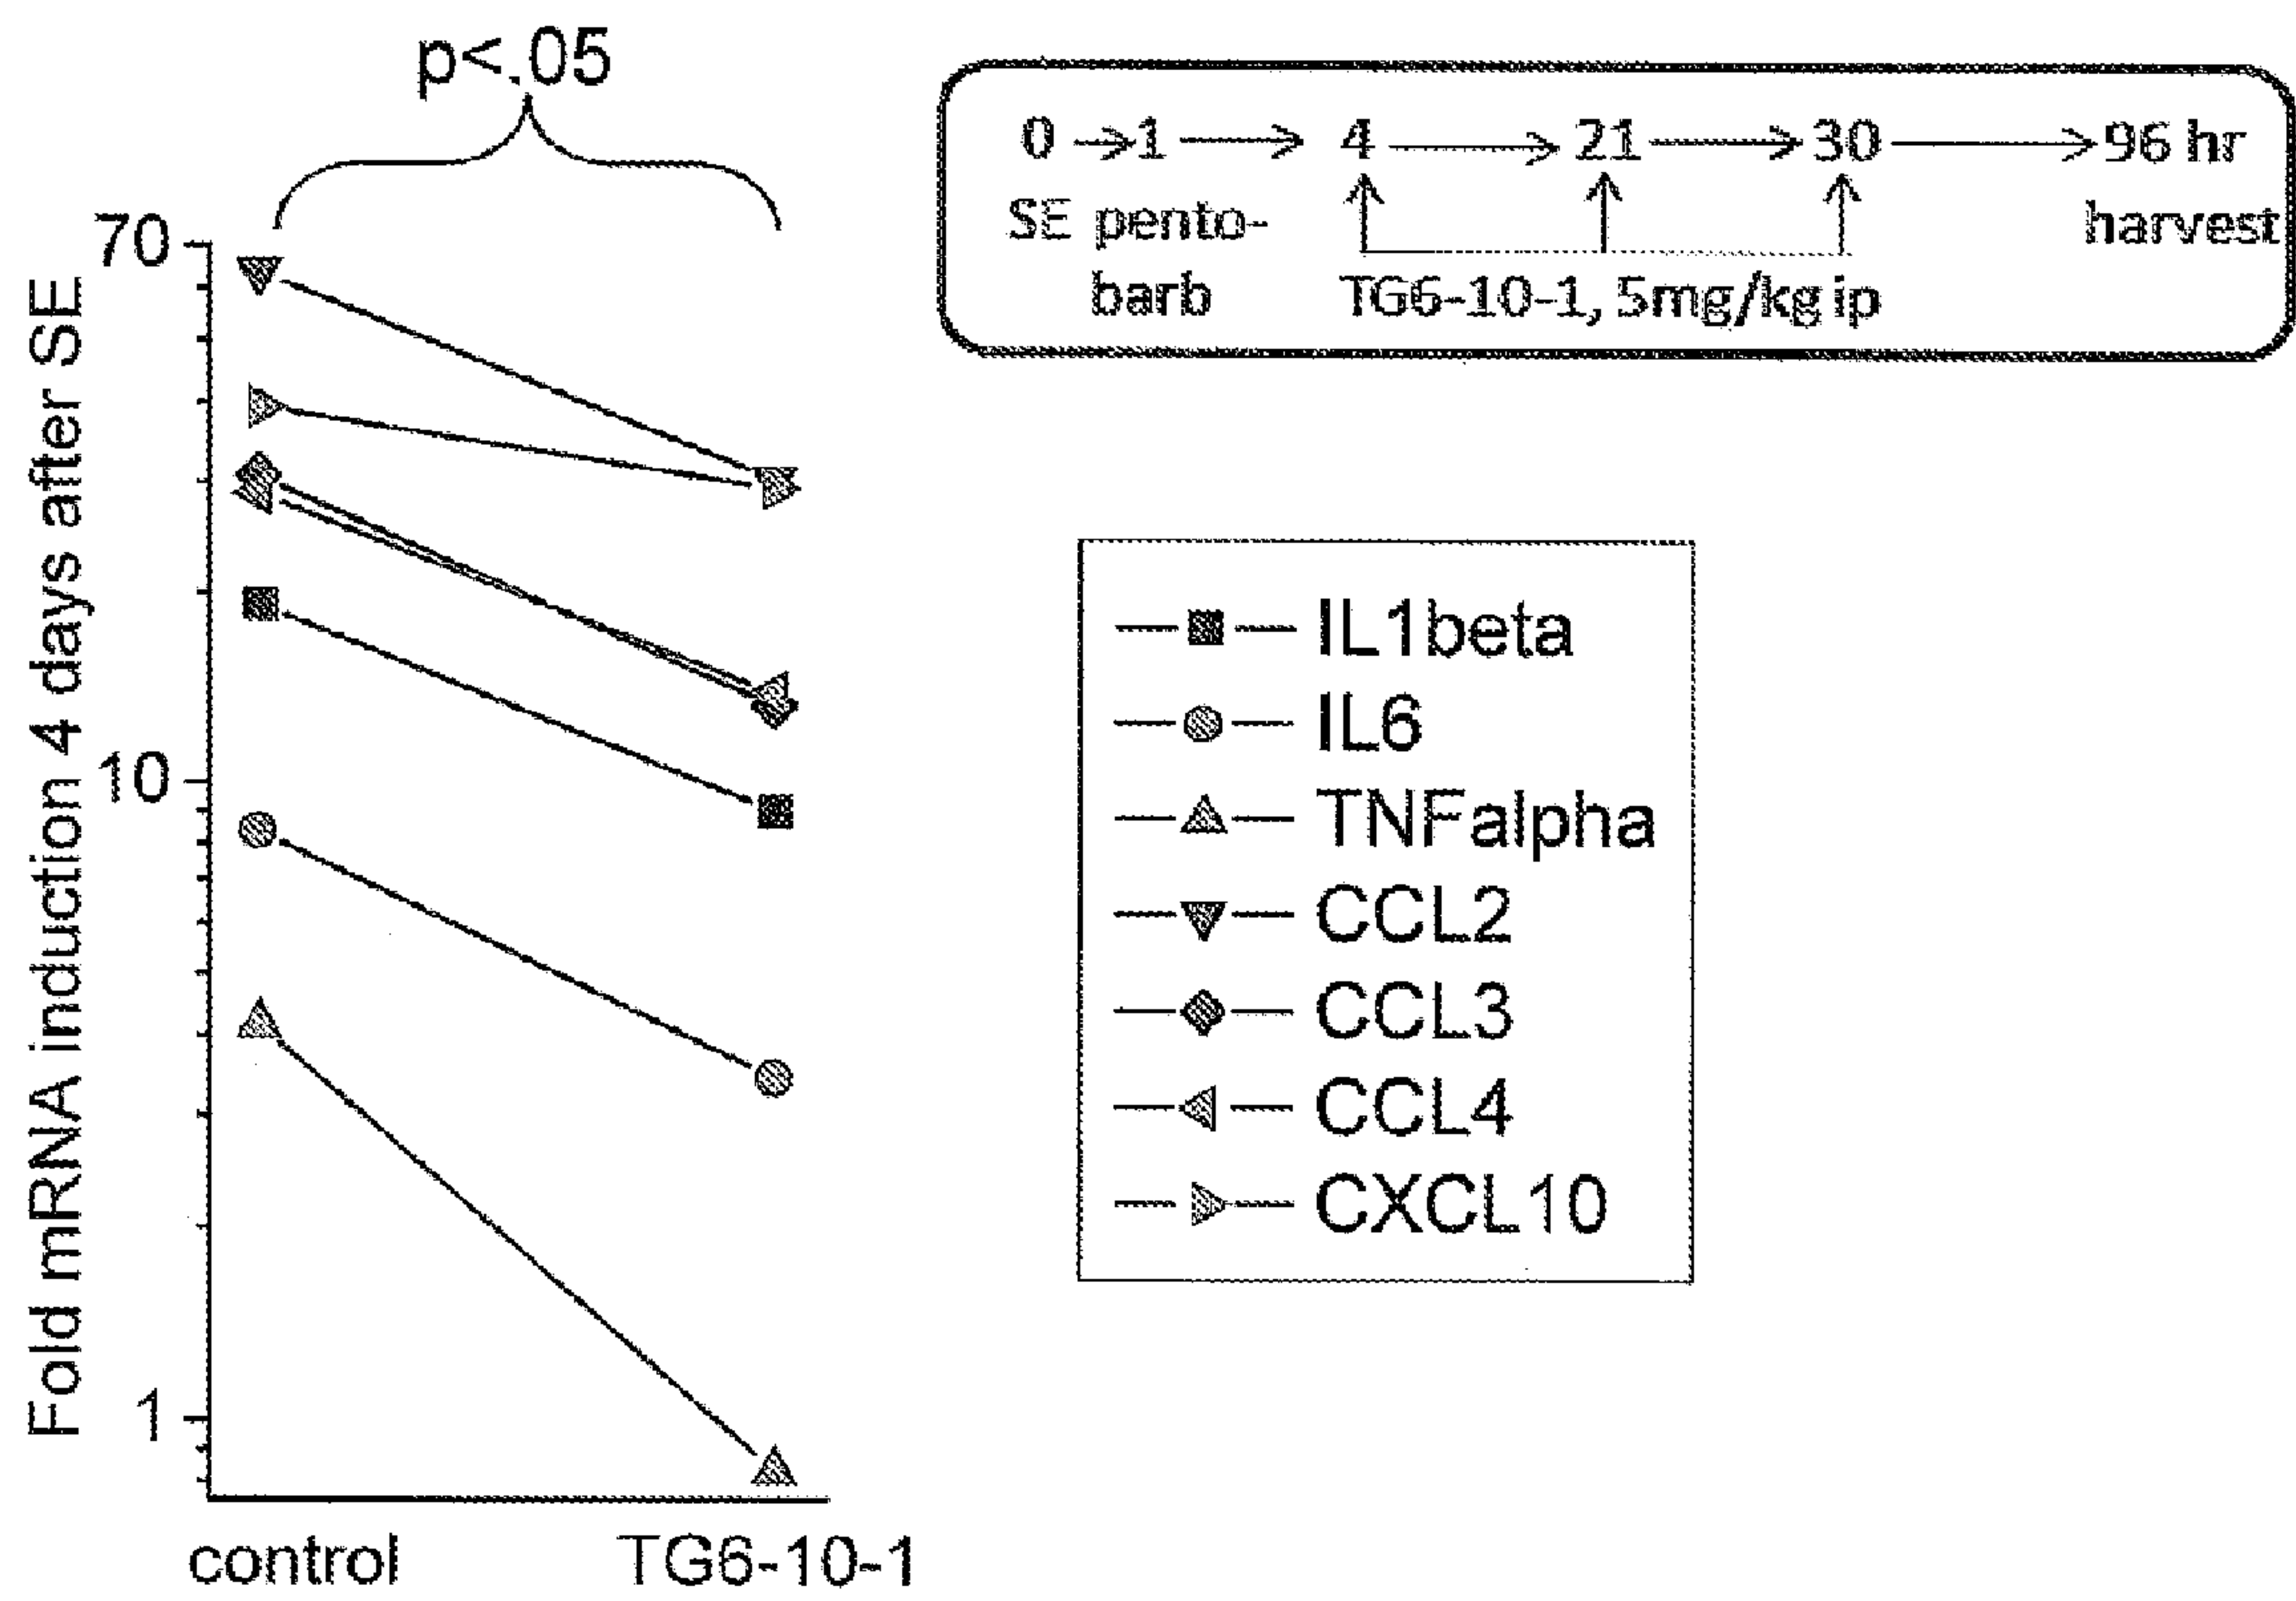 p<.05
0 → 1 → 4 → 21 → 30 → 96 hr
SE pento-
barb
harvest
TG6-10-1, 5mg/kg ip
70
10
1
Fold mRNA induction 4 days after SE
control
TG6-10-1
IL1beta
IL6
TNFalpha
CCL2
CCL3
CCL4
CXCL10